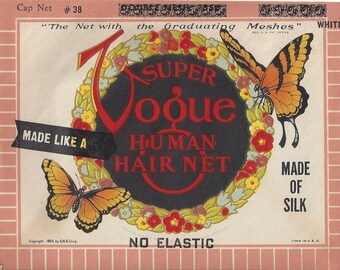 Cap Net # 38
"The Net with the Graduating Meshes"
WHITE
SUPER
Vogue
HUMAN
HAIR NET
MADE LIKE A
MADE
OF
SILK
NO ELASTIC